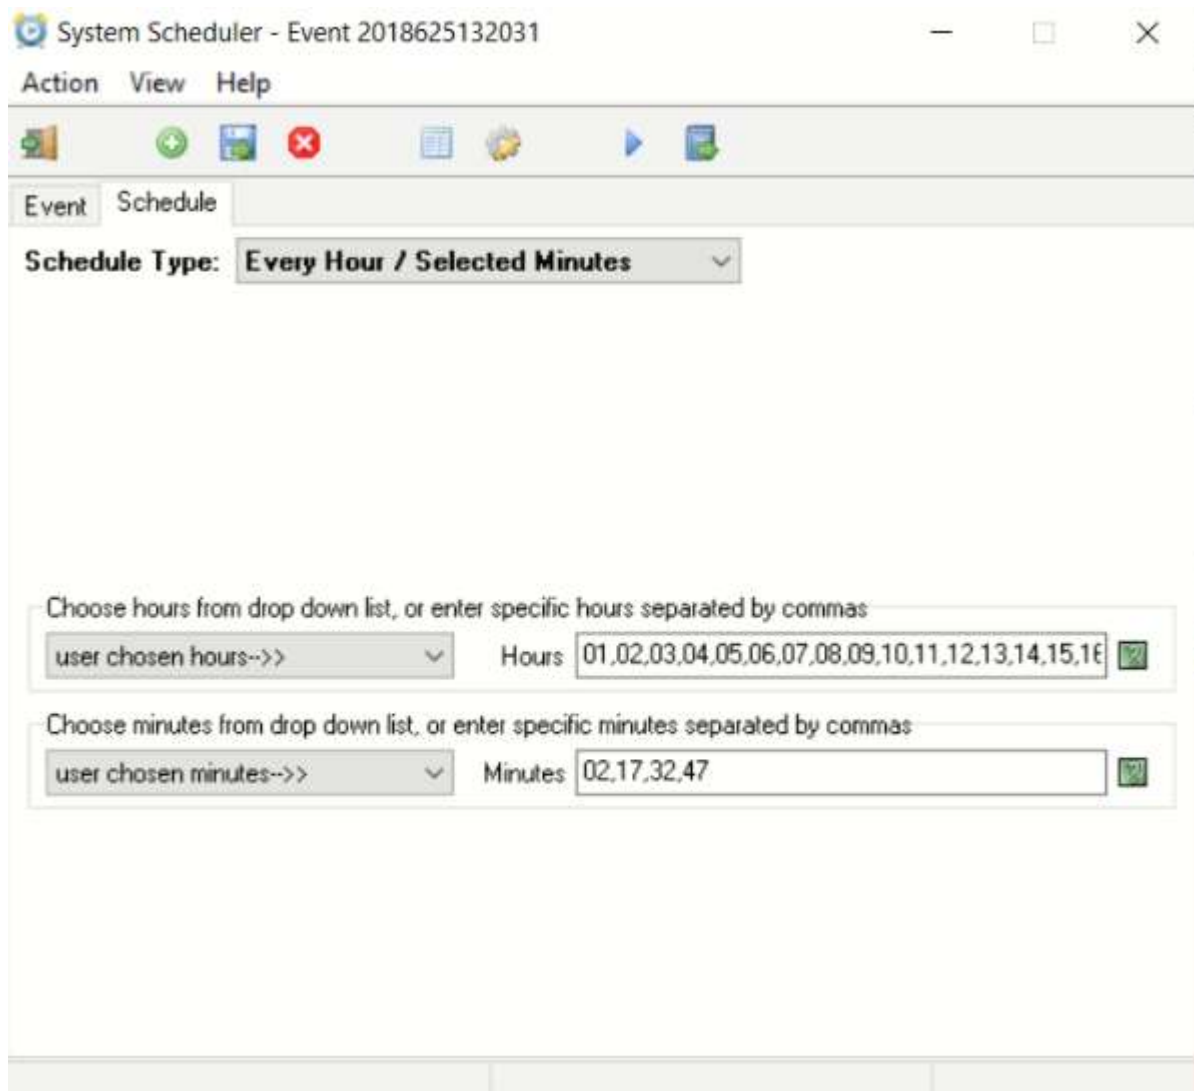 System Scheduler - Event 2018625132031
Action View Help
Event Schedule
Schedule Type: Every Hour / Selected Minutes
Choose hours from drop down list, or enter specific hours separated by commas
user chosen hours-->> Hours 01,02,03,04,05,06,07,08,09,10,11,12,13,14,15,16
Choose minutes from drop down list, or enter specific minutes separated by commas
user chosen minutes-->> Minutes 02,17,32,47